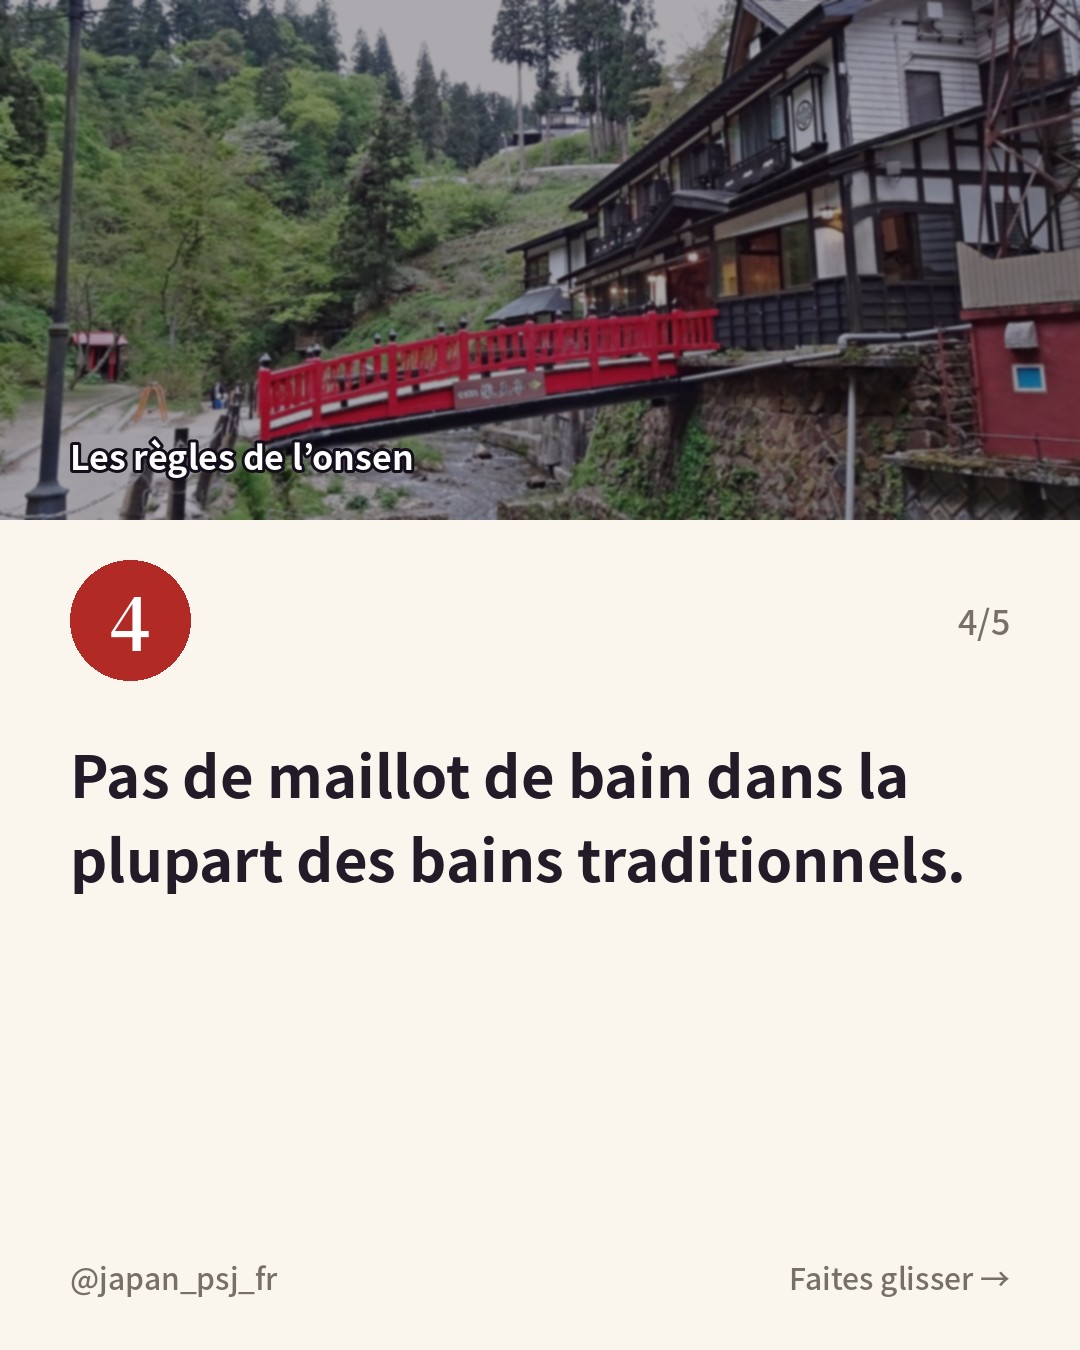 Les règles de l’onsen
4
4/5
Pas de maillot de bain dans la
plupart des bains traditionnels.
@japan_psj_fr
Faites glisser →